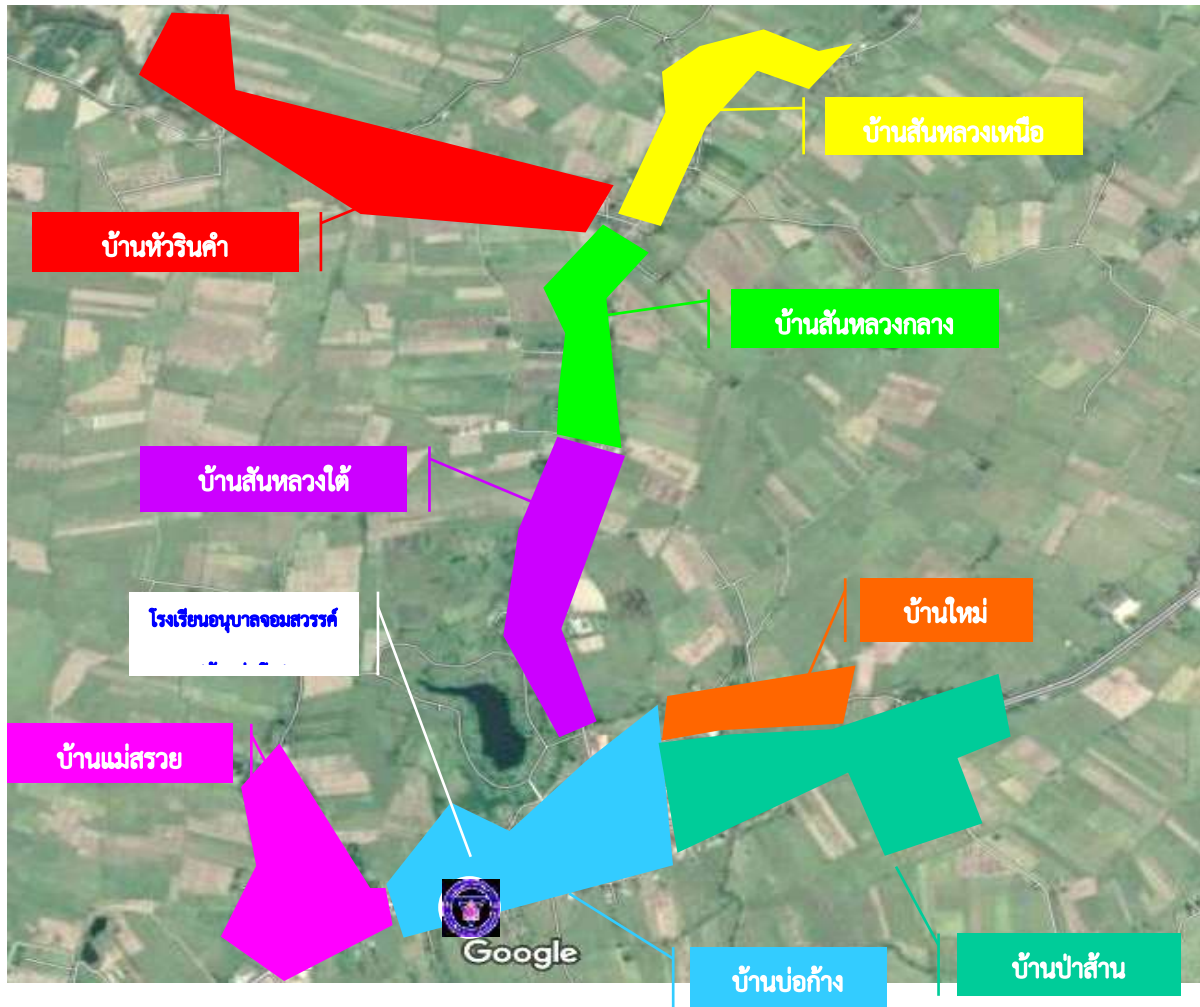 บ้านสันหลวงเหนือ
บ้านหัวรินคำ
บ้านสันหลวงกลาง
บ้านสันหลวงใต้
โรงเรียนอนุบาลจอมสวรรค์
บ้านใหม่
บ้านแม่สรวย
Google
บ้านบ่อก้าง
บ้านป่าส้าน